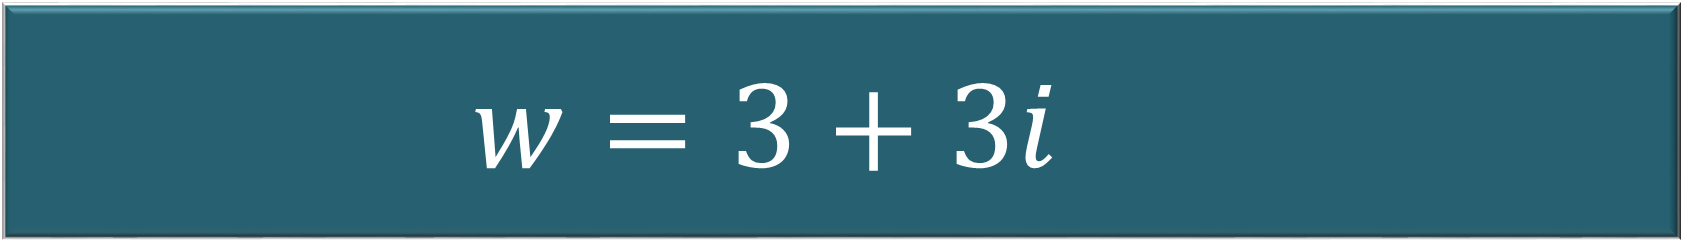 w = 3 + 3i